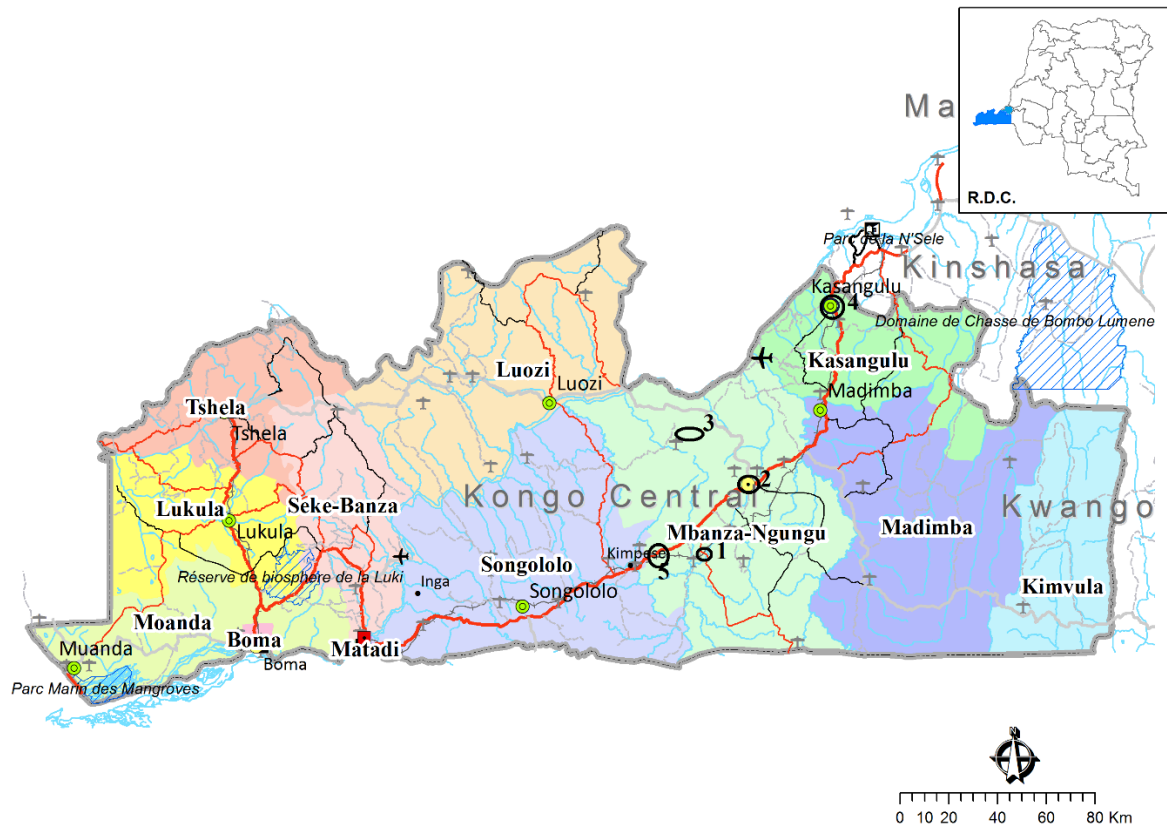 Ma
R.D.C.
Parc de la N'Sele
Kinshasa
Kasangulu
4
Domaine de Chasse de Bombo Lumene
Kasangulu
Luozi
Luozi
Madimba
Tshela
Tshela
3
Kongo Central
2
Kwango
Lukula
Seke-Banza
Lukula
Mbanza-Ngungu
Madimba
Kimpese
1
5
Songololo
Réserve de biosphère de la Luki
Inga
Songololo
Kimvula
Moanda
Boma
Matadi
Muanda
Boma
Parc Marin des Mangroves
0 10 20 40 60 80 Km